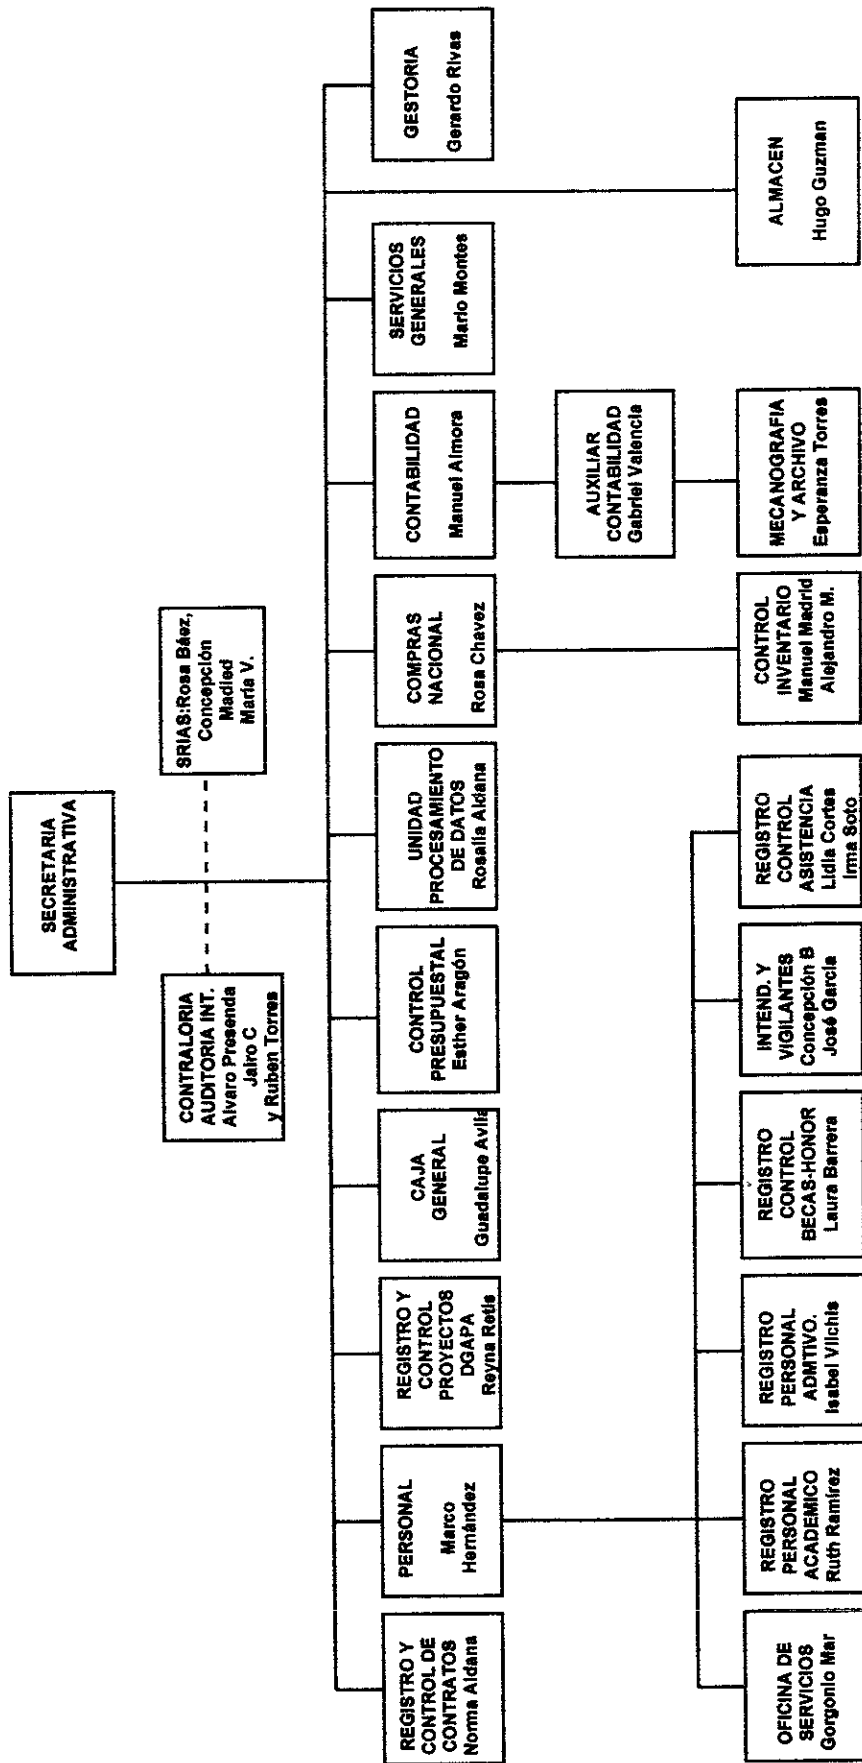 SECRETARIA
ADMINISTRATIVA
CONTRALORIA
AUDITORIA INT.
Alvaro Presenda
Jairo C
y Ruben Torres
SRIAS:Rosa Báez,
Concepción
Madied
María V.
REGISTRO Y
CONTROL DE
CONTRATOS
Norma Aldana
PERSONAL
Marco
Hernández
REGISTRO Y
CONTROL
PROYECTOS
DGAPA
Reyna Retis
CAJA
GENERAL
Guadalupe Avila
CONTROL
PRESUPUESTAL
Esther Aragón
UNIDAD
PROCESAMIENTO
DE DATOS
Rosalía Aldana
COMPRAS
NACIONAL
Rosa Chavez
CONTABILIDAD
Manuel Almora
SERVICIOS
GENERALES
Mario Montes
GESTORIA
Gerardo Rivas
AUXILIAR
CONTABILIDAD
Gabriel Valencia
OFICINA DE
SERVICIOS
Gorgonio Mar
REGISTRO
PERSONAL
ACADEMICO
Ruth Ramírez
REGISTRO
PERSONAL
ADMTIVO.
Isabel Vilchis
REGISTRO
CONTROL
BECAS-HONOR
Laura Barrera
INTEND. Y
VIGILANTES
Concepción B
José García
REGISTRO
CONTROL
ASISTENCIA
Lidia Cortes
Irma Soto
CONTROL
INVENTARIO
Manuel Madrid
Alejandro M.
MECANOGRAFIA
Y ARCHIVO
Esperanza Torres
ALMACEN
Hugo Guzman